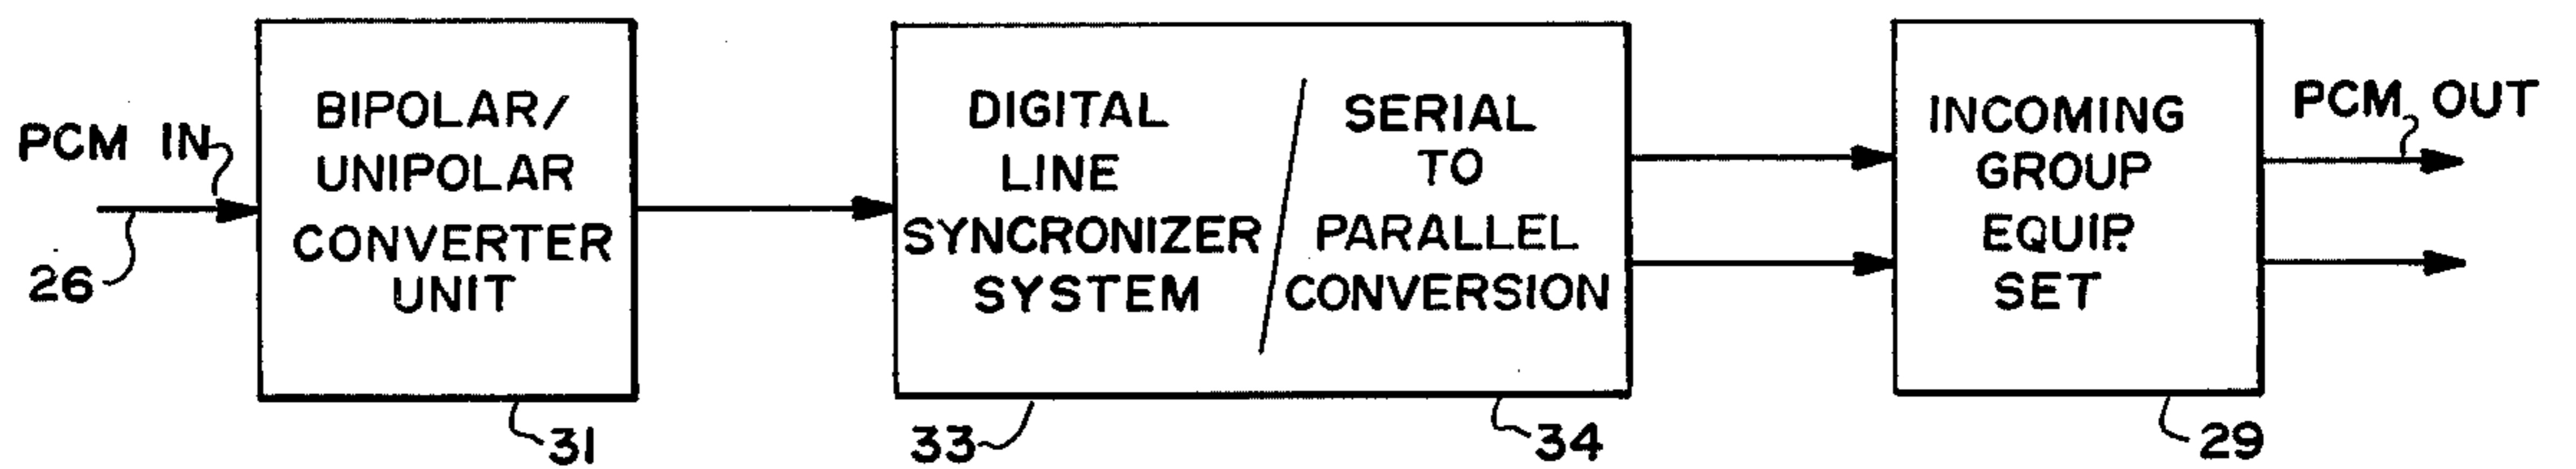 PCM IN
26
BIPOLAR/
UNIPOLAR
CONVERTER
UNIT
31
DIGITAL
LINE
SYNCRONIZER
SYSTEM
33
SERIAL
TO
PARALLEL
CONVERSION
34
INCOMING
GROUP
EQUIP.
SET
29
PCM OUT